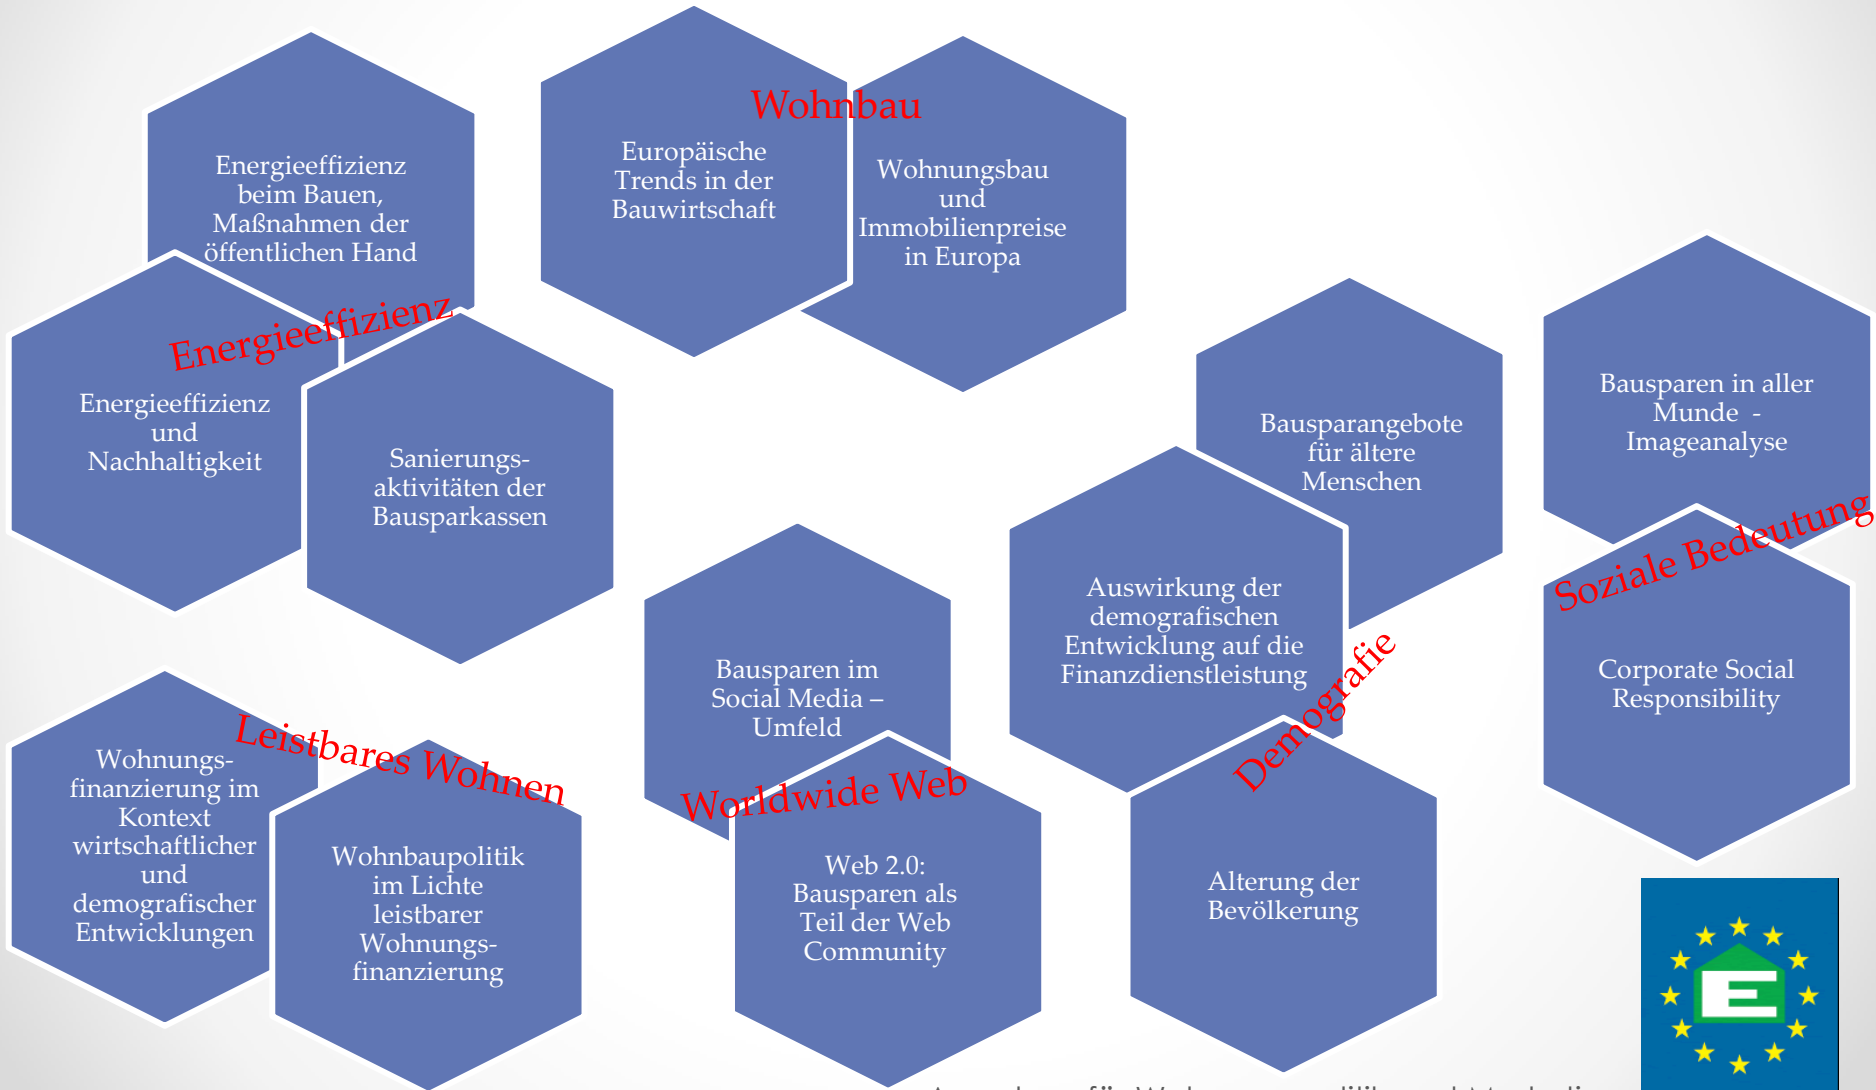 Wohnbau
Energieeffizienz
beim Bauen,
Maßnahmen der
öffentlichen Hand
Europäische
Trends in der
Bauwirtschaft
Wohnungsbau
und
Immobilienpreise
in Europa
Energieeffizienz
Energieeffizienz
und
Nachhaltigkeit
Sanierungs-
aktivitäten der
Bausparkassen
Bausparangebote
für ältere
Menschen
Bausparen in aller
Munde -
Imageanalyse
Soziale Bedeutung
Corporate Social
Responsibility
Auswirkung der
demografischen
Entwicklung auf die
Finanzdienstleistung
Demografie
Alterung der
Bevölkerung
Bausparen im
Social Media –
Umfeld
Worldwide Web
Web 2.0:
Bausparen als
Teil der Web
Community
Leistbares Wohnen
Wohnungs-
finanzierung im
Kontext
wirtschaftlicher
und
demografischer
Entwicklungen
Wohnbaupolitik
im Lichte
leistbarer
Wohnungs-
finanzierung
E